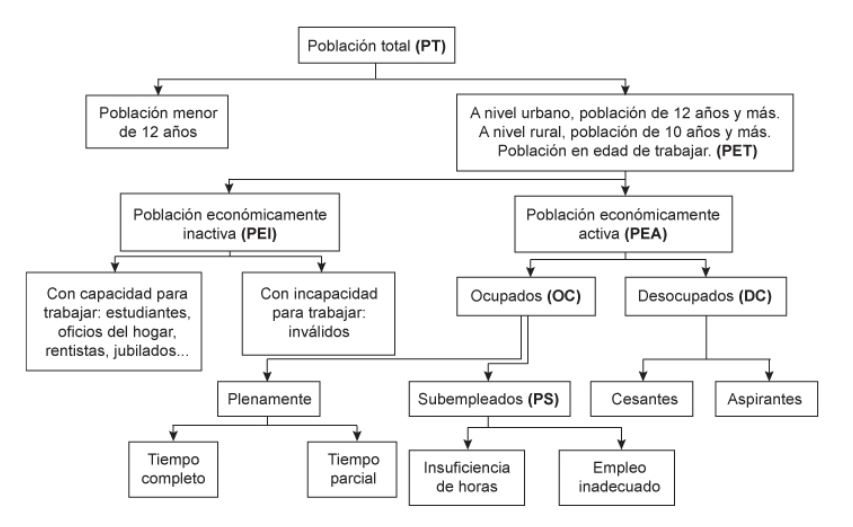 Población total (PT)
Población menor
de 12 años
A nivel urbano, población de 12 años y más.
A nivel rural, población de 10 años y más.
Población en edad de trabajar. (PET)
Población económicamente
inactiva (PEI)
Población económicamente
activa (PEA)
Con capacidad para
trabajar: estudiantes,
oficios del hogar,
rentistas, jubilados...
Con incapacidad
para trabajar:
inválidos
Ocupados (OC)
Desocupados (DC)
Plenamente
Subempleados (PS)
Cesantes
Aspirantes
Tiempo
completo
Tiempo
parcial
Insuficiencia
de horas
Empleo
inadecuado